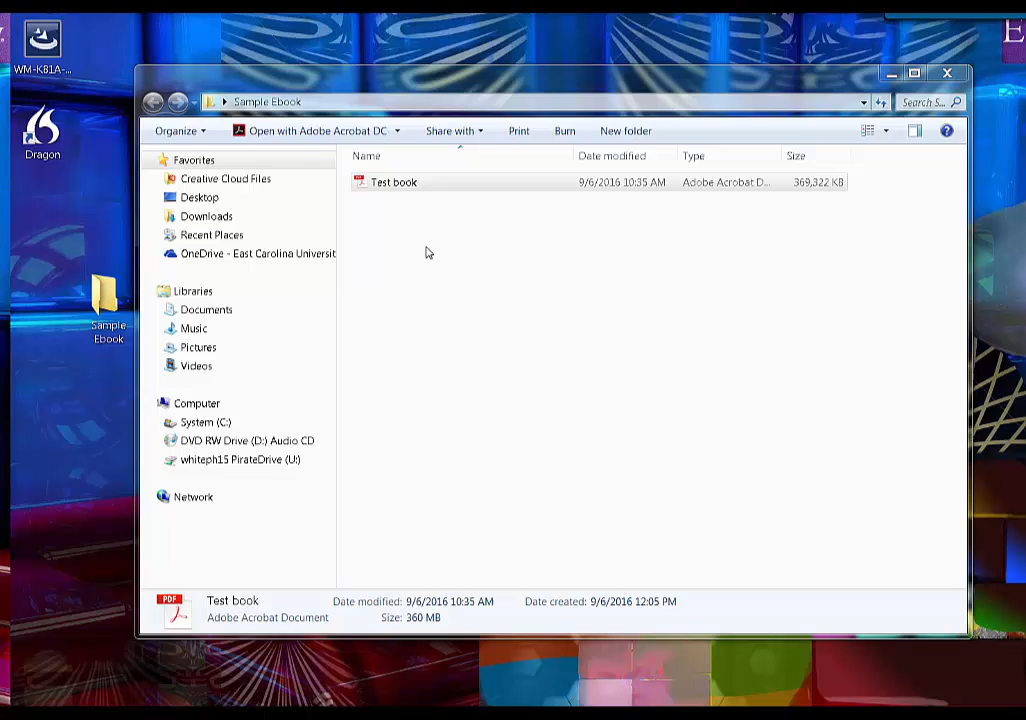 E
WM-KB1A-...
Dragon
Sample
Ebook
Sample Ebook
Search S...
Organize
Open with Adobe Acrobat DC
Share with
Print
Burn
New folder
Name
Date modified
Type
Size
Test book
9/6/2016 10:35 AM
Adobe Acrobat D...
369,322 KB
Favorites
Creative Cloud Files
Desktop
Downloads
Recent Places
OneDrive - East Carolina Universit
Libraries
Documents
Music
Pictures
Videos
Computer
System (C:)
DVD RW Drive (D:) Audio CD
whiteph15 PirateDrive (U:)
Network
PDF
Test book
Date modified: 9/6/2016 10:35 AM
Date created: 9/6/2016 12:05 PM
Adobe Acrobat Document
Size: 360 MB